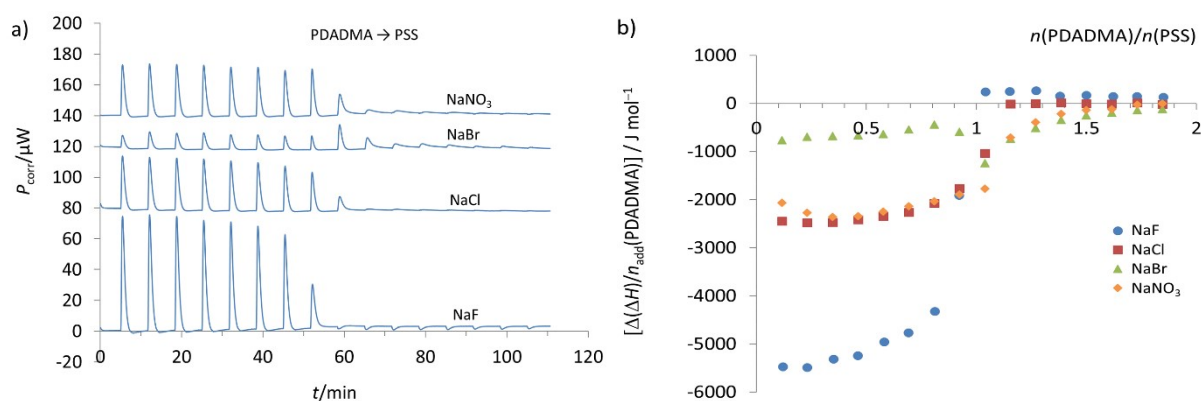 a)
PDADMA → PSS
P_corr/μW
200
180
160
140
120
100
80
60
40
20
0
-20
NaNO₃
NaBr
NaCl
NaF
0 20 40 60 80 100 120
t/min
b)
n(PDADMA)/n(PSS)
[Δ(ΔH)/n_add(PDADMA)] / J mol⁻¹
1000
0
-1000
-2000
-3000
-4000
-5000
-6000
0 0.5 1 1.5 2
NaF
NaCl
NaBr
NaNO₃